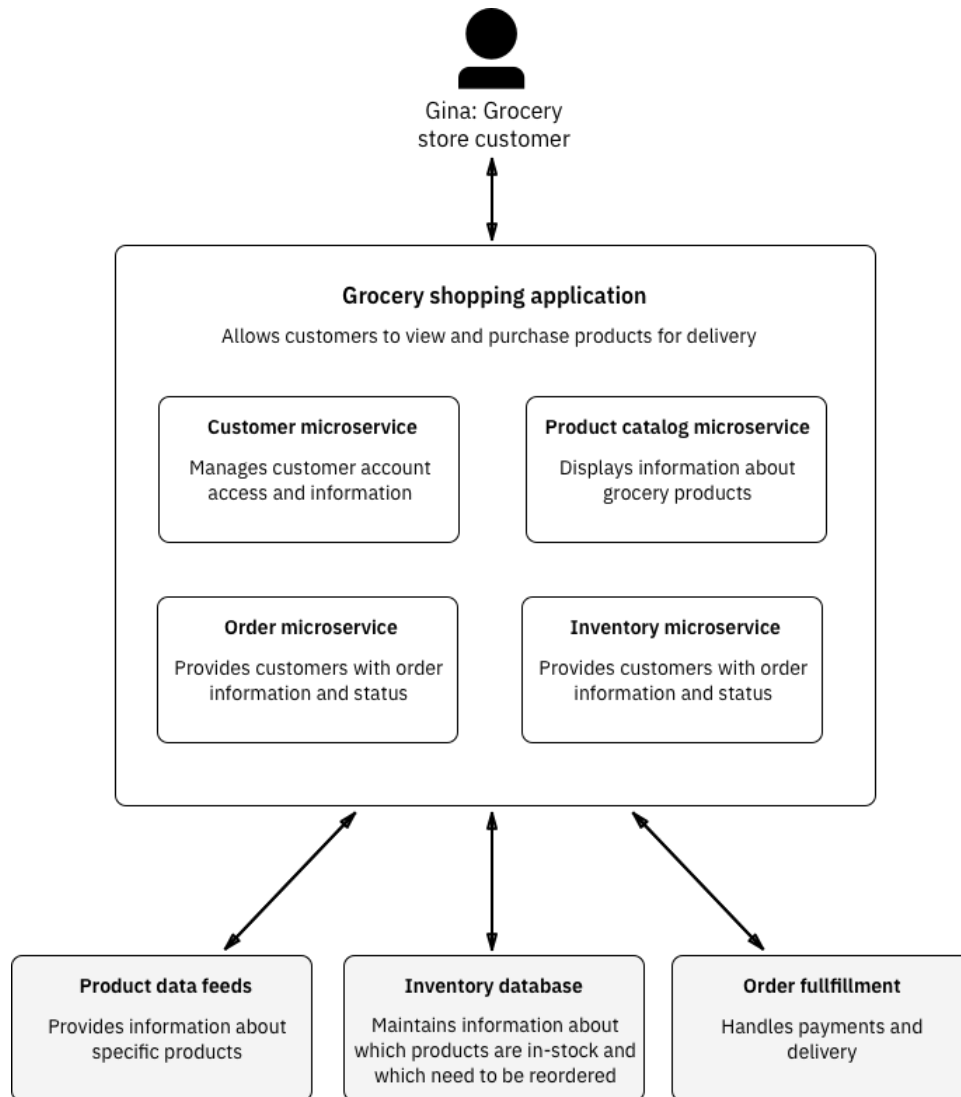 Gina: Grocery
store customer
Grocery shopping application
Allows customers to view and purchase products for delivery
Customer microservice
Manages customer account
access and information
Product catalog microservice
Displays information about
grocery products
Order microservice
Provides customers with order
information and status
Inventory microservice
Provides customers with order
information and status
Product data feeds
Provides information about
specific products
Inventory database
Maintains information about
which products are in-stock and
which need to be reordered
Order fullfillment
Handles payments and
delivery